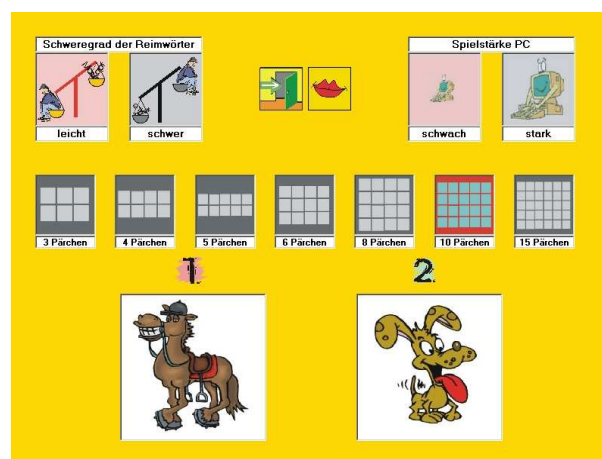 Schweregrad der Reimwörter
Spielstärke PC
leicht
schwer
schwach
stark
3 Pärchen
4 Pärchen
5 Pärchen
6 Pärchen
8 Pärchen
10 Pärchen
15 Pärchen
1
2